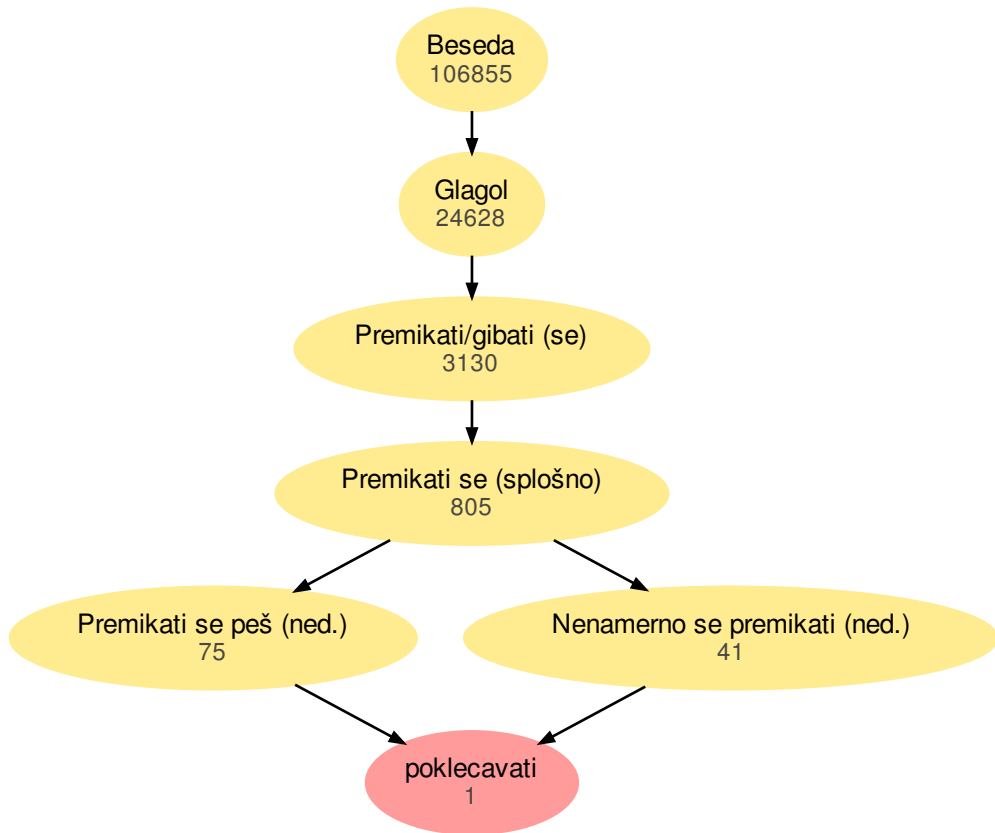 Beseda
106855
Glagol
24628
Premikati/gibati (se)
3130
Premikati se (splošno)
805
Premikati se peš (ned.)
75
Nenamerno se premikati (ned.)
41
poklecavati
1